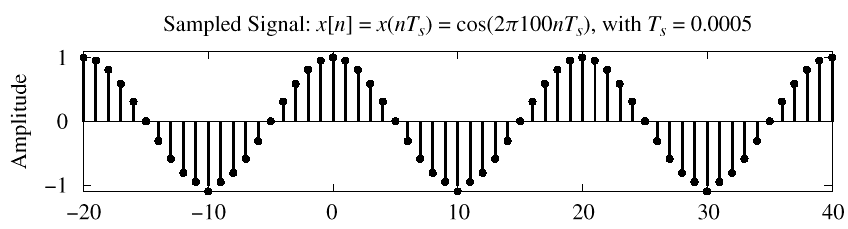 Sampled Signal: x[n] = x(nTₛ) = cos(2π100nTₛ), with Tₛ = 0.0005
Amplitude
1
0
−1
−20 −10 0 10 20 30 40